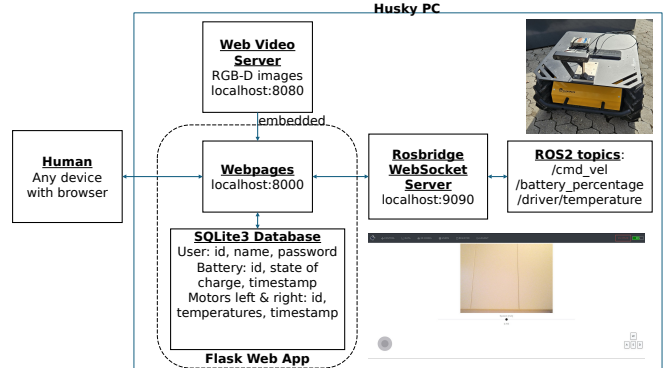 Husky PC
Web Video
Server
RGB-D images
localhost:8080
embedded
Human
Any device
with browser
Webpages
localhost:8000
Rosbridge
WebSocket
Server
localhost:9090
ROS2 topics:
/cmd_vel
/battery_percentage
/driver/temperature
SQLite3 Database
User: id, name, password
Battery: id, state of
charge, timestamp
Motors left & right: id,
temperatures, timestamp
Flask Web App